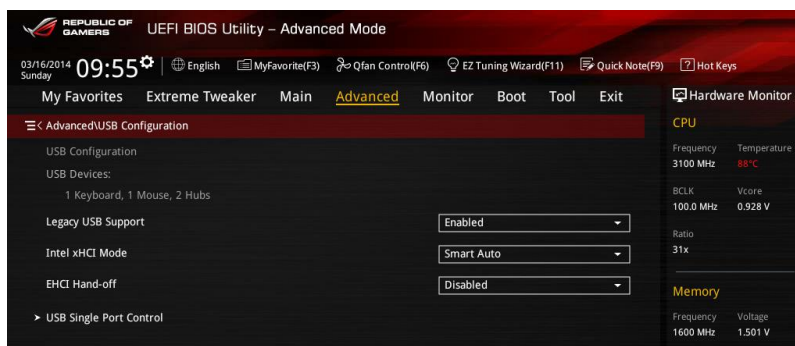 REPUBLIC OF
GAMERS
UEFI BIOS Utility – Advanced Mode
03/16/2014
Sunday
09:55
English
MyFavorite(F3)
Qfan Control(F6)
EZ Tuning Wizard(F11)
Quick Note(F9)
? Hot Keys
My Favorites Extreme Tweaker Main Advanced Monitor Boot Tool Exit
Hardware Monitor
Advanced\USB Configuration
USB Configuration
USB Devices:
1 Keyboard, 1 Mouse, 2 Hubs
Legacy USB Support Enabled
Intel xHCI Mode Smart Auto
EHCI Hand-off Disabled
USB Single Port Control
CPU
Frequency Temperature
3100 MHz 88°C
BCLK Vcore
100.0 MHz 0.928 V
Ratio
31x
Memory
Frequency Voltage
1600 MHz 1.501 V